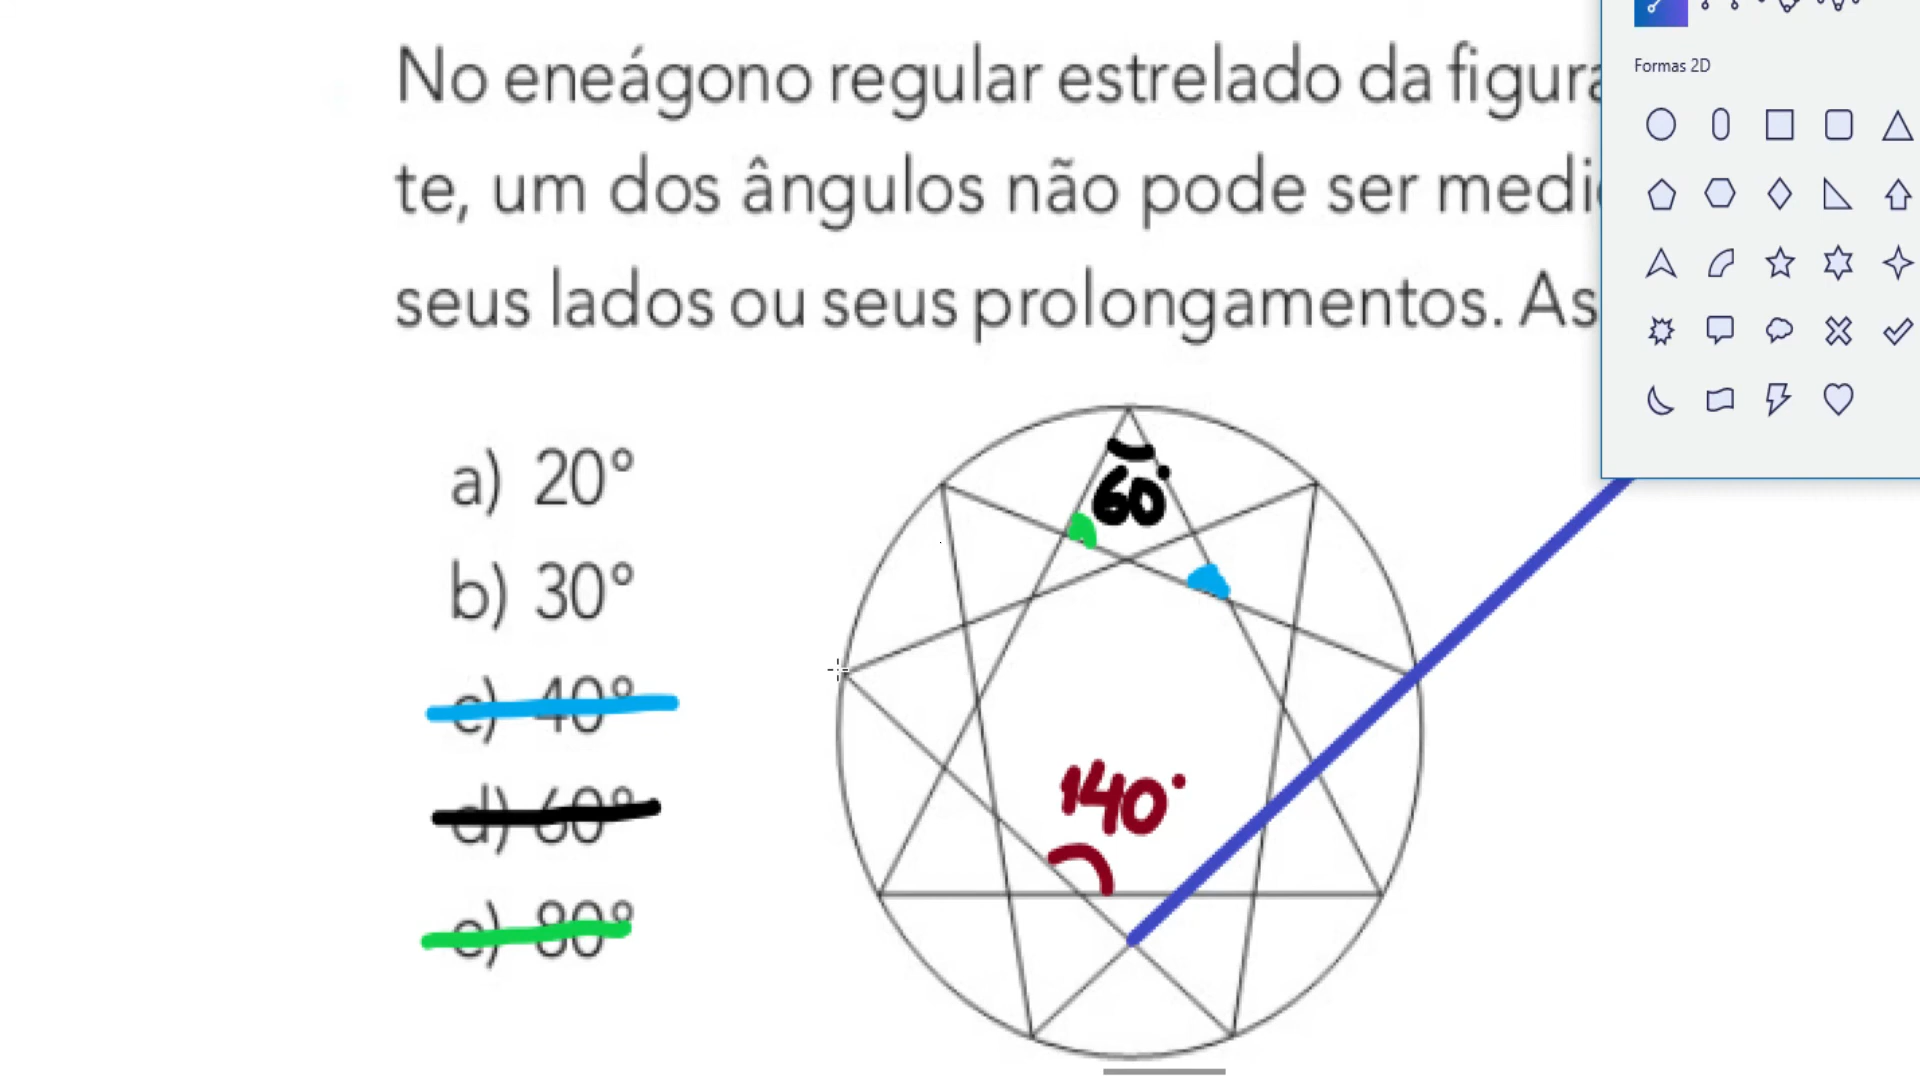 No eneágono regular estrelado da figura
te, um dos ângulos não pode ser medi
seus lados ou seus prolongamentos. As
Formas 2D
a) 20°
b) 30°
c) 40°
d) 60°
e) 80°
60°
140°